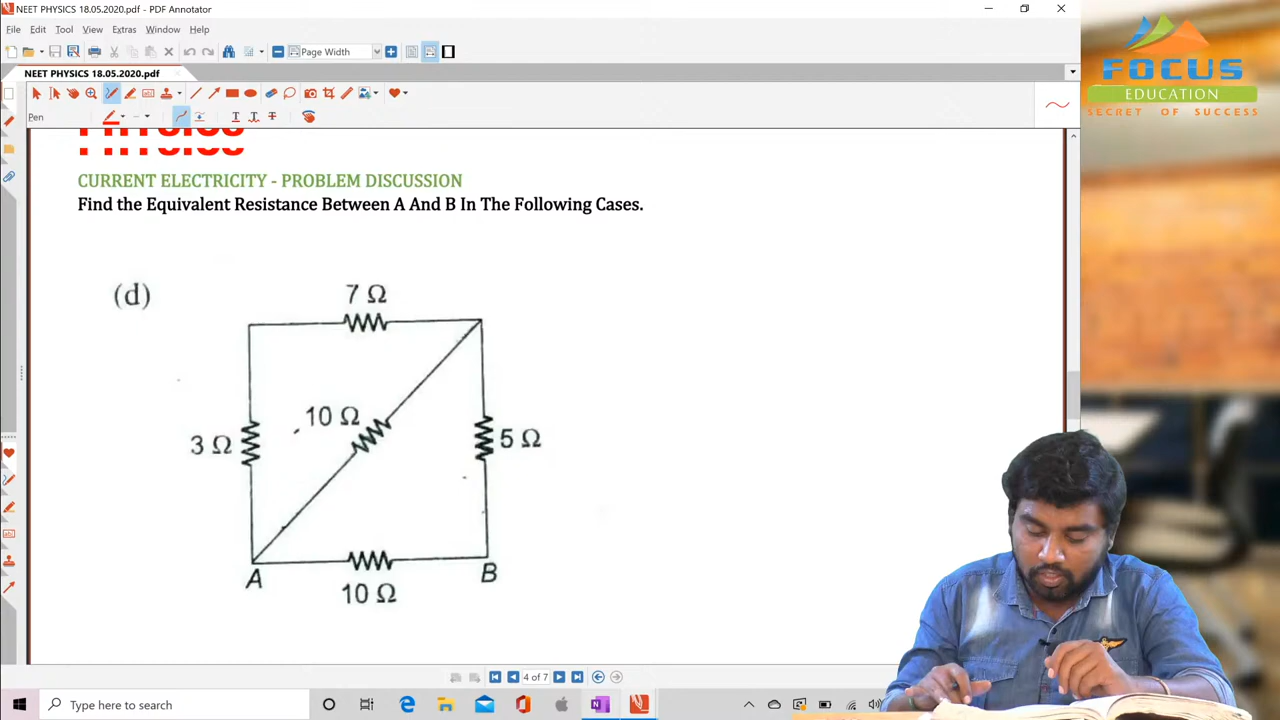 NEET PHYSICS 18.05.2020.pdf - PDF Annotator
File Edit Tool View Extras Window Help
Page Width
NEET PHYSICS 18.05.2020.pdf
Pen
FOCUS
EDUCATION
SECRET OF SUCCESS
CURRENT ELECTRICITY - PROBLEM DISCUSSION
Find the Equivalent Resistance Between A And B In The Following Cases.
(d)
7 Ω
10 Ω
3 Ω
5 Ω
A
B
10 Ω
4 of 7
Type here to search